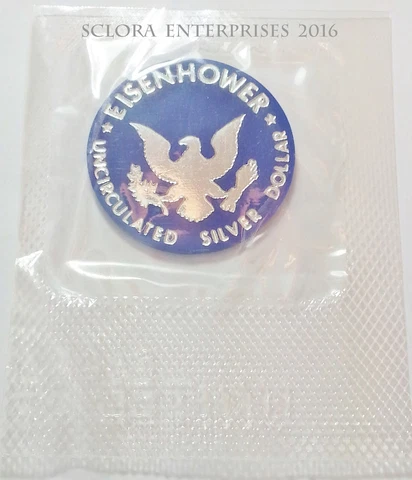 SCLORA ENTERPRISES 2016
★ EISENHOWER ★
UNCIRCULATED SILVER DOLLAR